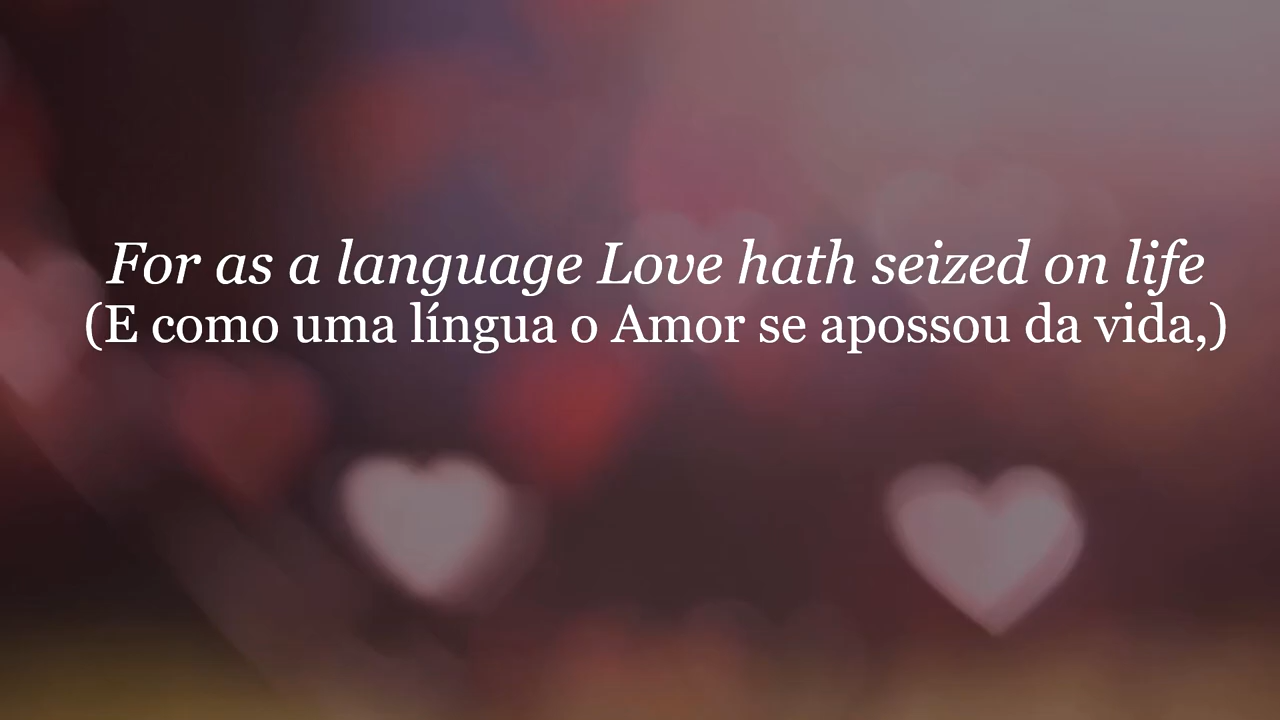 For as a language Love hath seized on life
(E como uma língua o Amor se apossou da vida,)